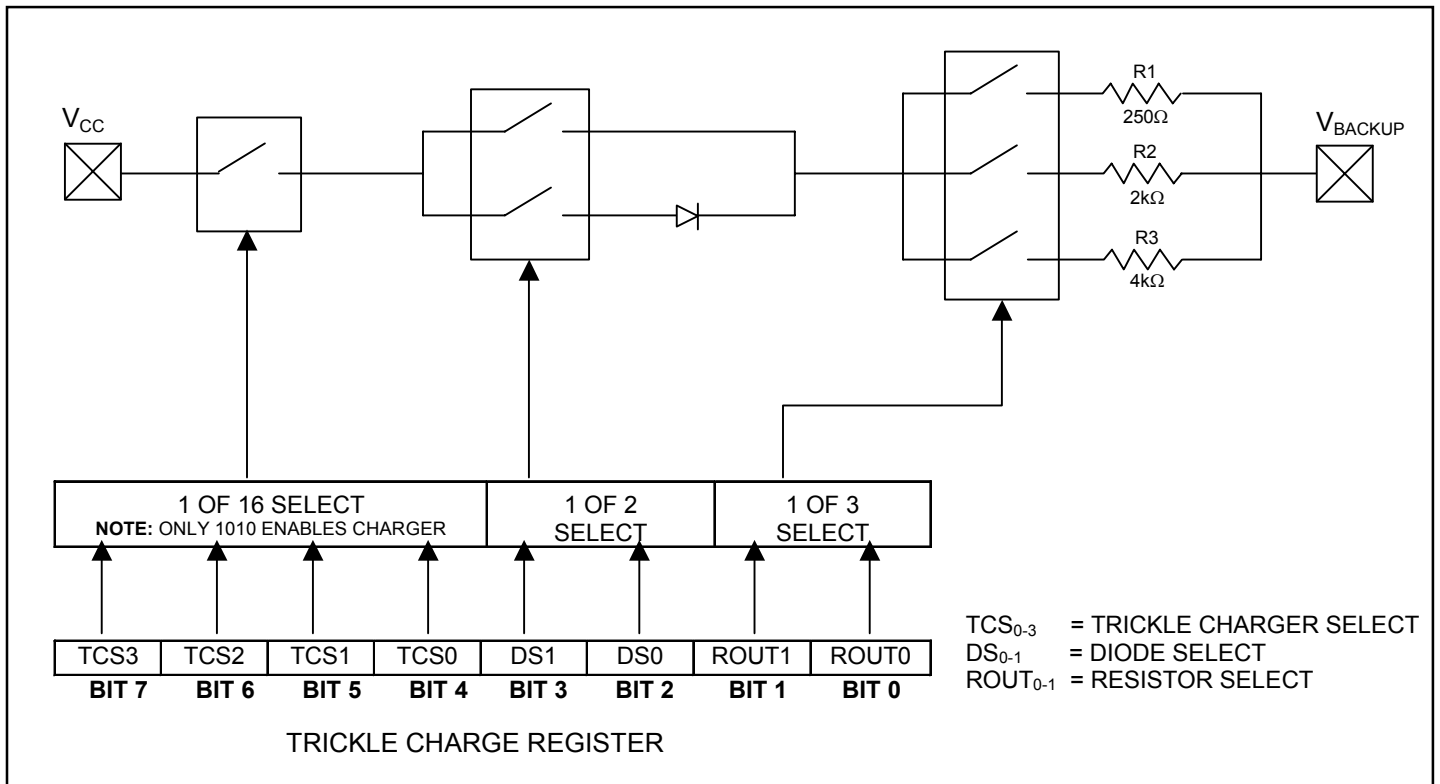 V_CC
R1
250Ω
R2
2kΩ
R3
4kΩ
V_BACKUP
1 OF 16 SELECT
NOTE: ONLY 1010 ENABLES CHARGER
1 OF 2
SELECT
1 OF 3
SELECT
TCS3 TCS2 TCS1 TCS0 DS1 DS0 ROUT1 ROUT0
BIT 7 BIT 6 BIT 5 BIT 4 BIT 3 BIT 2 BIT 1 BIT 0
TCS0-3 = TRICKLE CHARGER SELECT
DS0-1 = DIODE SELECT
ROUT0-1 = RESISTOR SELECT
TRICKLE CHARGE REGISTER